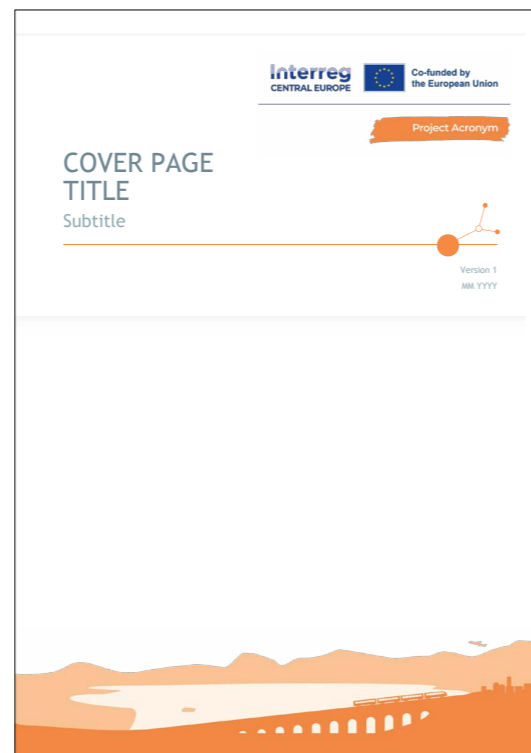 Interreg
CENTRAL EUROPE
Co-funded by
the European Union
Project Acronym
COVER PAGE
TITLE
Subtitle
Version 1
MM YYYY